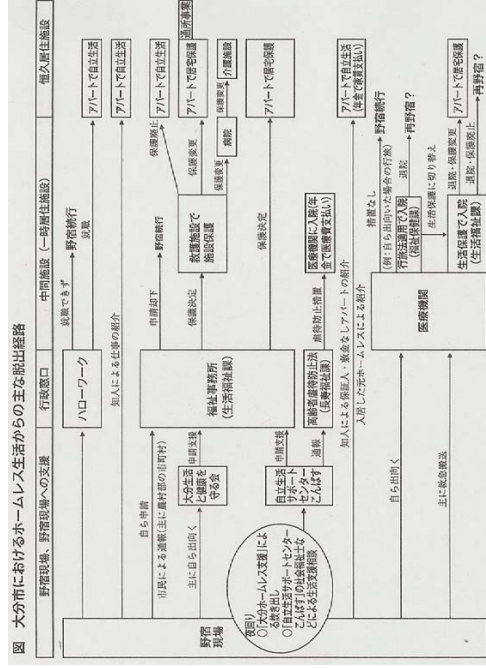 図 大分市におけるホームレス生活からの主な脱出経路
野宿現場、野宿現場への支援
行政窓口
中間施設（一時居住施設）
恒久居住施設
野宿現場
夜回り
○「大分ホームレス支援」による炊き出し
○「自立生活サポートセンターこんぱす」の社会福祉士などによる生活支援相談
ハローワーク
就職できず
野宿続行
就職
アパートで自立生活
知人による仕事の紹介
アパートで自立生活
自ら申請
市民による通報(主に農村部の市町村)
主に自ら出向く
大分生活と健康を守る会
申請支援
自立生活サポートセンターこんぱす
申請支援
通報
福祉事務所
(生活福祉課)
申請却下
野宿続行
保護決定
救護施設で施設保護
保護廃止
アパートで自立生活
保護変更
アパートで居宅保護
通所事業
保護変更
病院
保護変更
介護施設
保護決定
アパートで居宅保護
高齢者虐待防止法
(長寿福祉課)
虐待防止措置
医療機関に入院(年金で医療費支払い)
知人による保証人・敷金なしアパートの紹介
入居した元ホームレスによる紹介
アパートで自立生活
(年金で家賃支払い)
自ら出向く
主に救急搬送
医療機関
措置なし
(例：自ら出向いた場合の行旅)
野宿続行
行旅法適用で入院
(福祉保健課)
退院
再野宿？
生活保護に切り替え
生活保護で入院
(生活福祉課)
退院・保護変更
アパートで居宅保護
退院・保護廃止
再野宿？